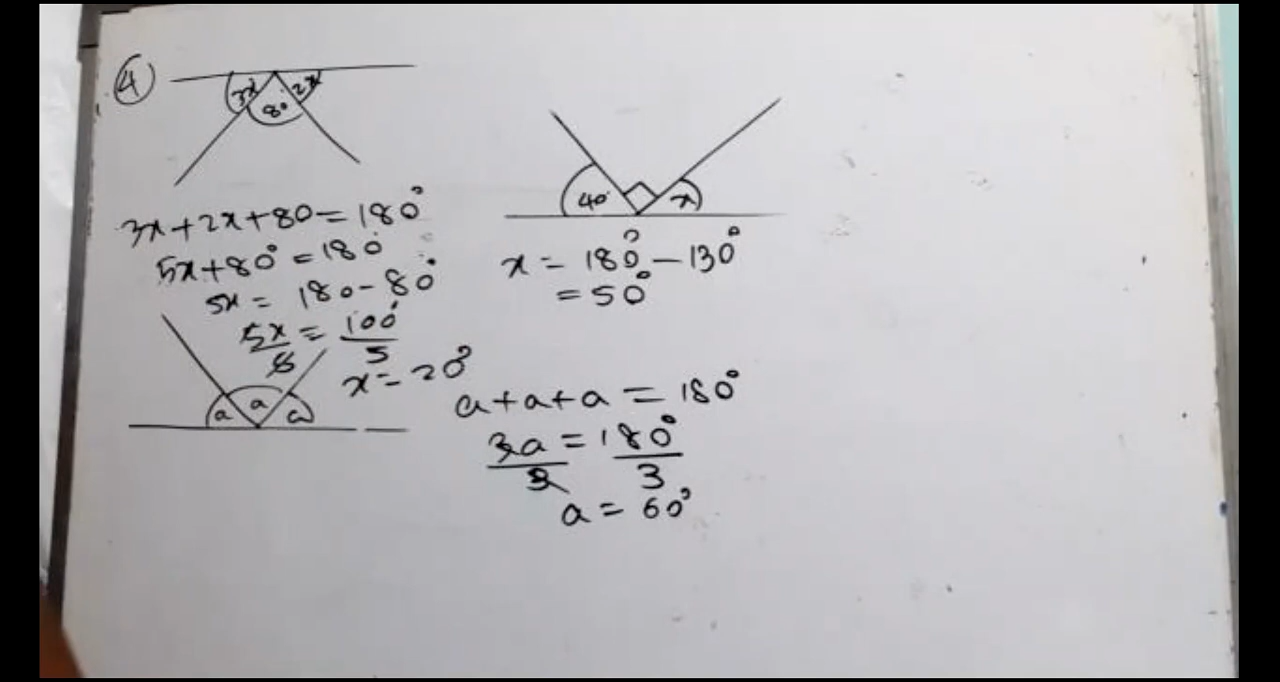 ④
3x 80 2x
3x+2x+80=180°
5x+80°=180°
5x = 180-80°
5x/5 = 100°/5
x=20°
40° x
x = 180°-130°
= 50°
a a a
a+a+a = 180°
3a/3 = 180°/3
a = 60°